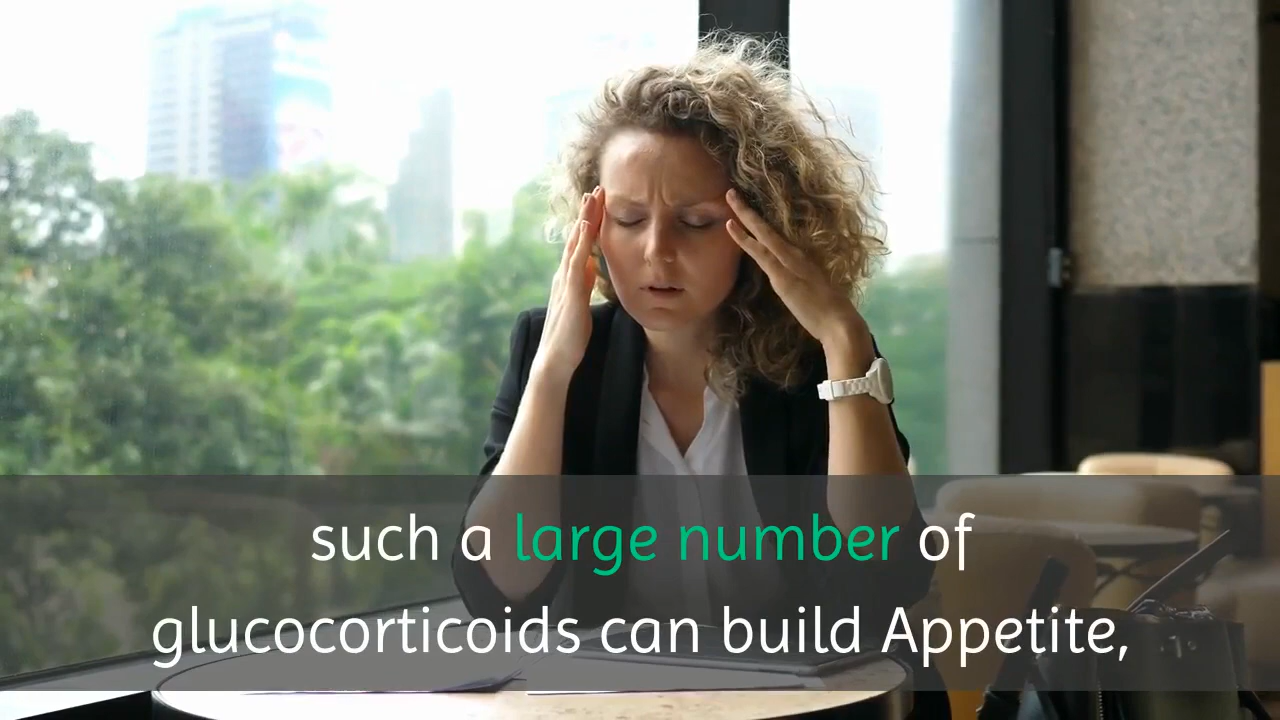 such a large number of
glucocorticoids can build Appetite,